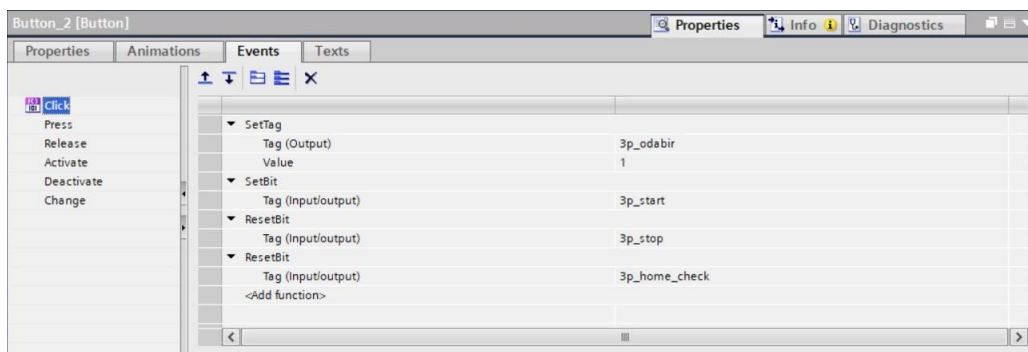 Button_2 [Button]
Properties
Info
Diagnostics
Properties
Animations
Events
Texts
Click
Press
Release
Activate
Deactivate
Change
SetTag
Tag (Output) 3p_odabir
Value 1
SetBit
Tag (Input/output) 3p_start
ResetBit
Tag (Input/output) 3p_stop
ResetBit
Tag (Input/output) 3p_home_check
<Add function>